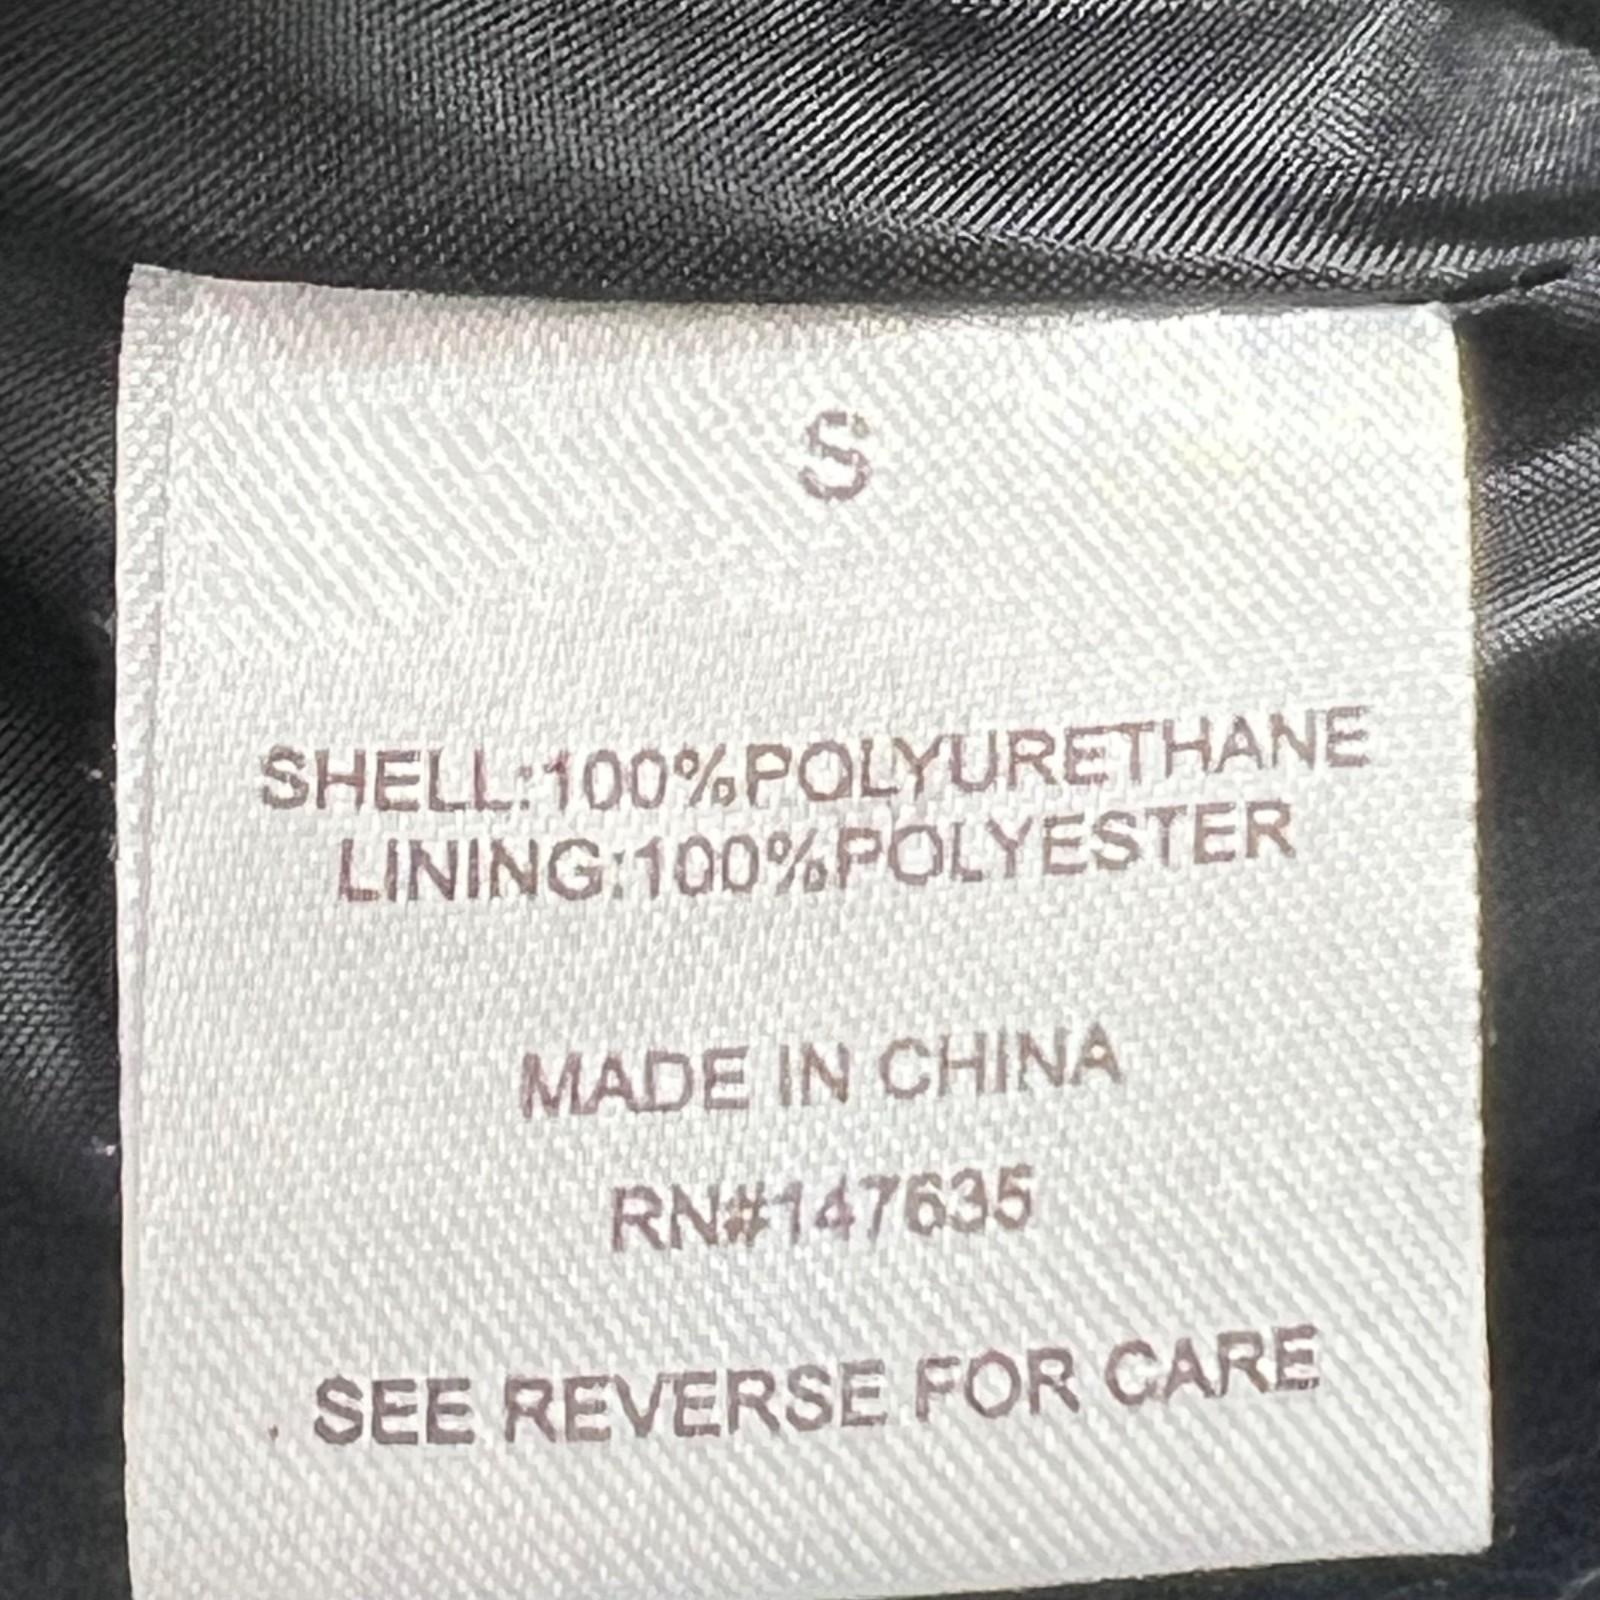 S
SHELL:100%POLYURETHANE
LINING:100%POLYESTER
MADE IN CHINA
RN#147635
SEE REVERSE FOR CARE